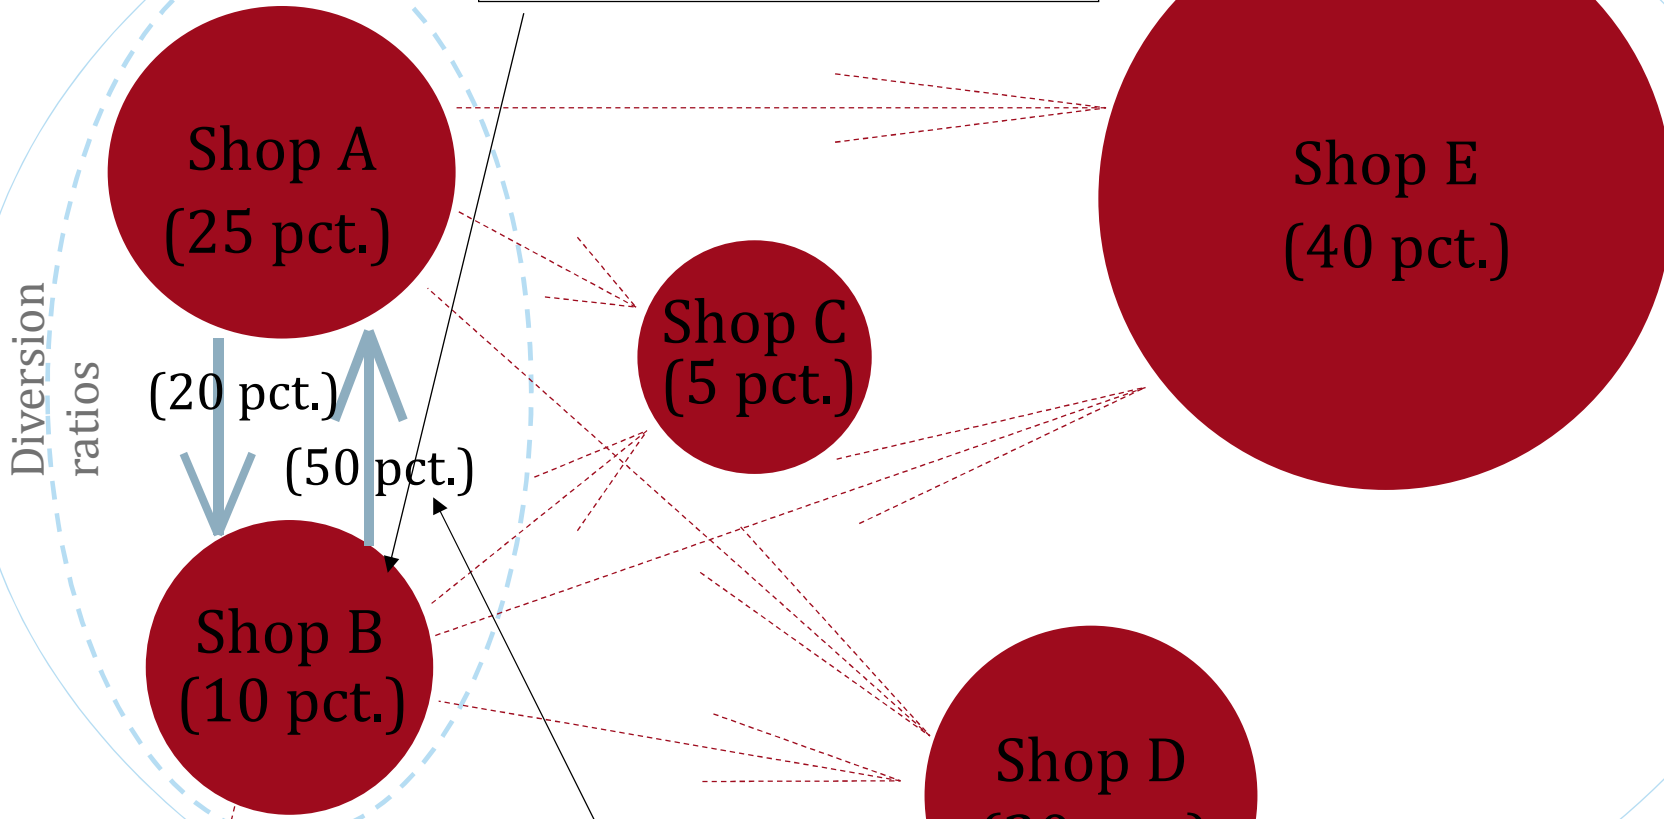 Shop A
(25 pct.)
Shop E
(40 pct.)
Shop C
(5 pct.)
Diversion
ratios
(20 pct.)
(50 pct.)
Shop B
(10 pct.)
Shop D